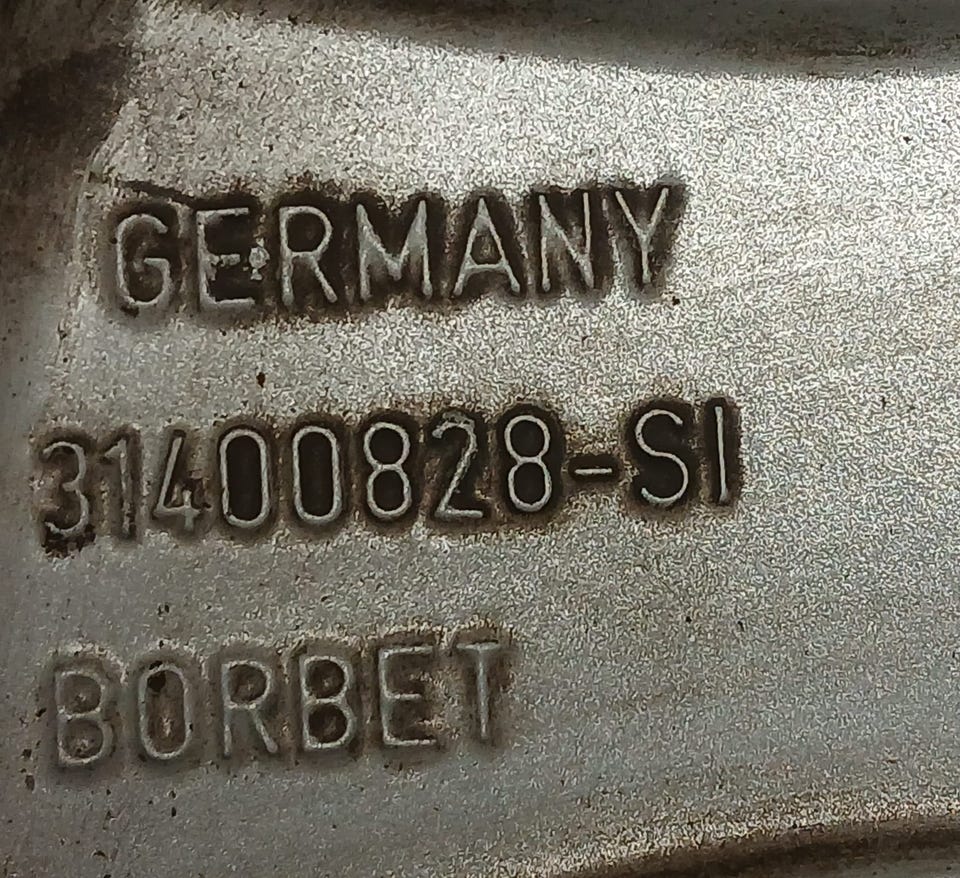 GERMANY
31400828-SI
BORBET